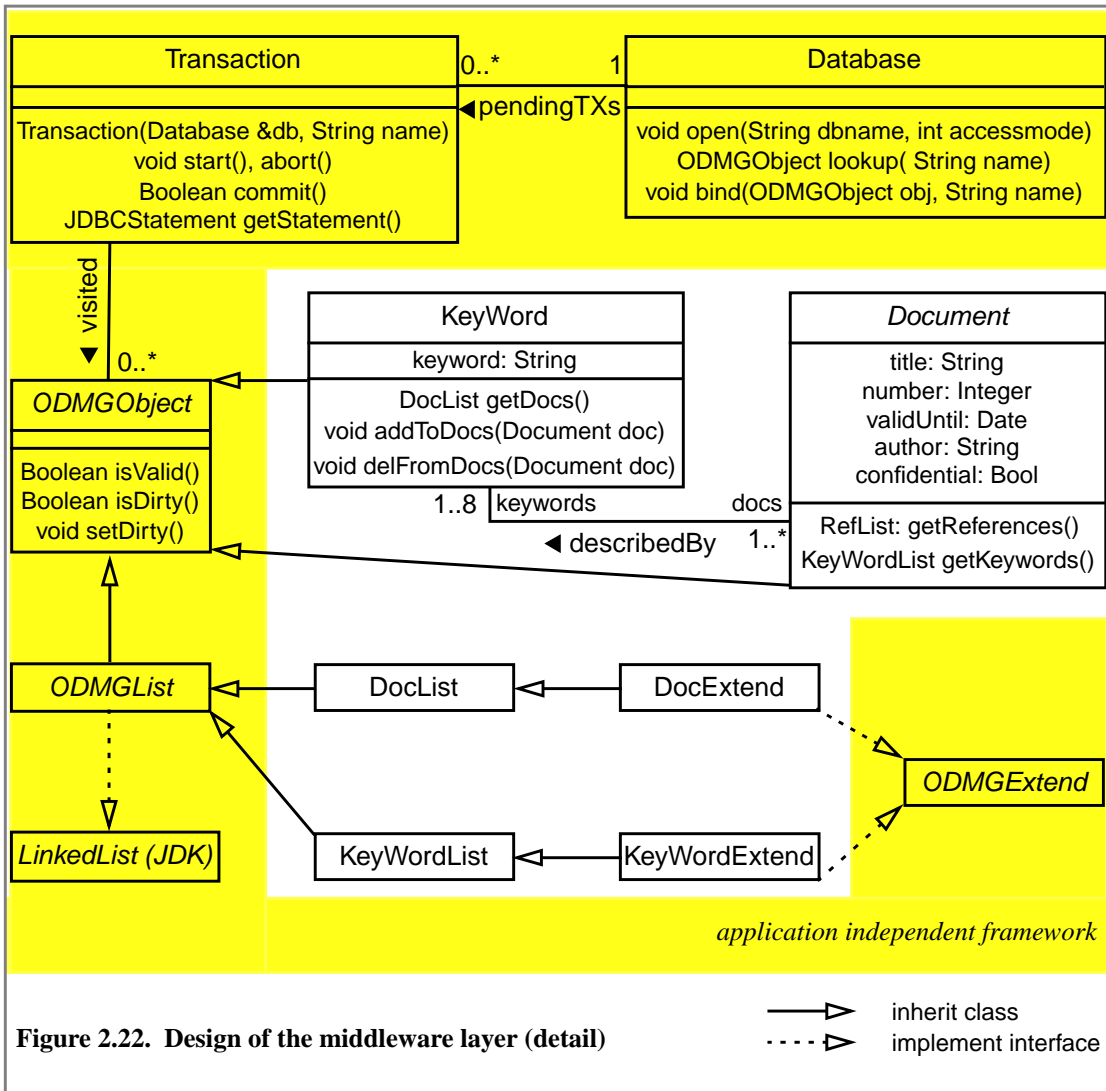 Transaction
Transaction(Database &db, String name)
void start(), abort()
Boolean commit()
JDBCStatement getStatement()
0..*
1
◀ pendingTXs
Database
void open(String dbname, int accessmode)
ODMGObject lookup( String name)
void bind(ODMGObject obj, String name)
◀ visited
0..*
ODMGObject
Boolean isValid()
Boolean isDirty()
void setDirty()
KeyWord
keyword: String
DocList getDocs()
void addToDocs(Document doc)
void delFromDocs(Document doc)
Document
title: String
number: Integer
validUntil: Date
author: String
confidential: Bool
RefList: getReferences()
KeyWordList getKeywords()
1..8
keywords
docs
1..*
◀ describedBy
ODMGList
DocList
DocExtend
ODMGExtend
LinkedList (JDK)
KeyWordList
KeyWordExtend
application independent framework
Figure 2.22. Design of the middleware layer (detail)
inherit class
implement interface